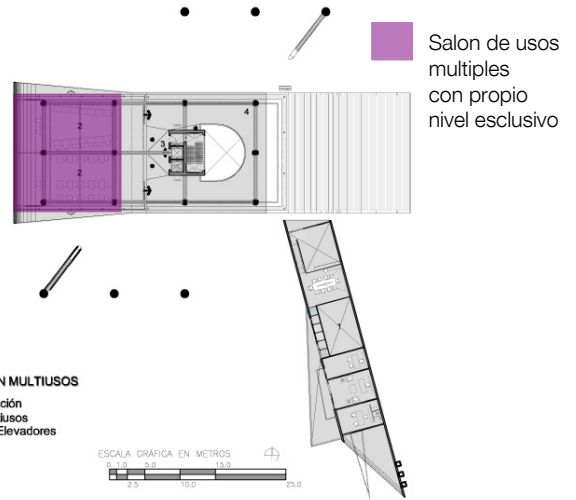 Salon de usos
multiples
con propio
nivel esclusivo
4
2
3
2
1
N MULTIUSOS
ción
iusos
Elevadores
ESCALA GRÁFICA EN METROS
0 1.0 5.0 15.0
2.5 10.0 25.0